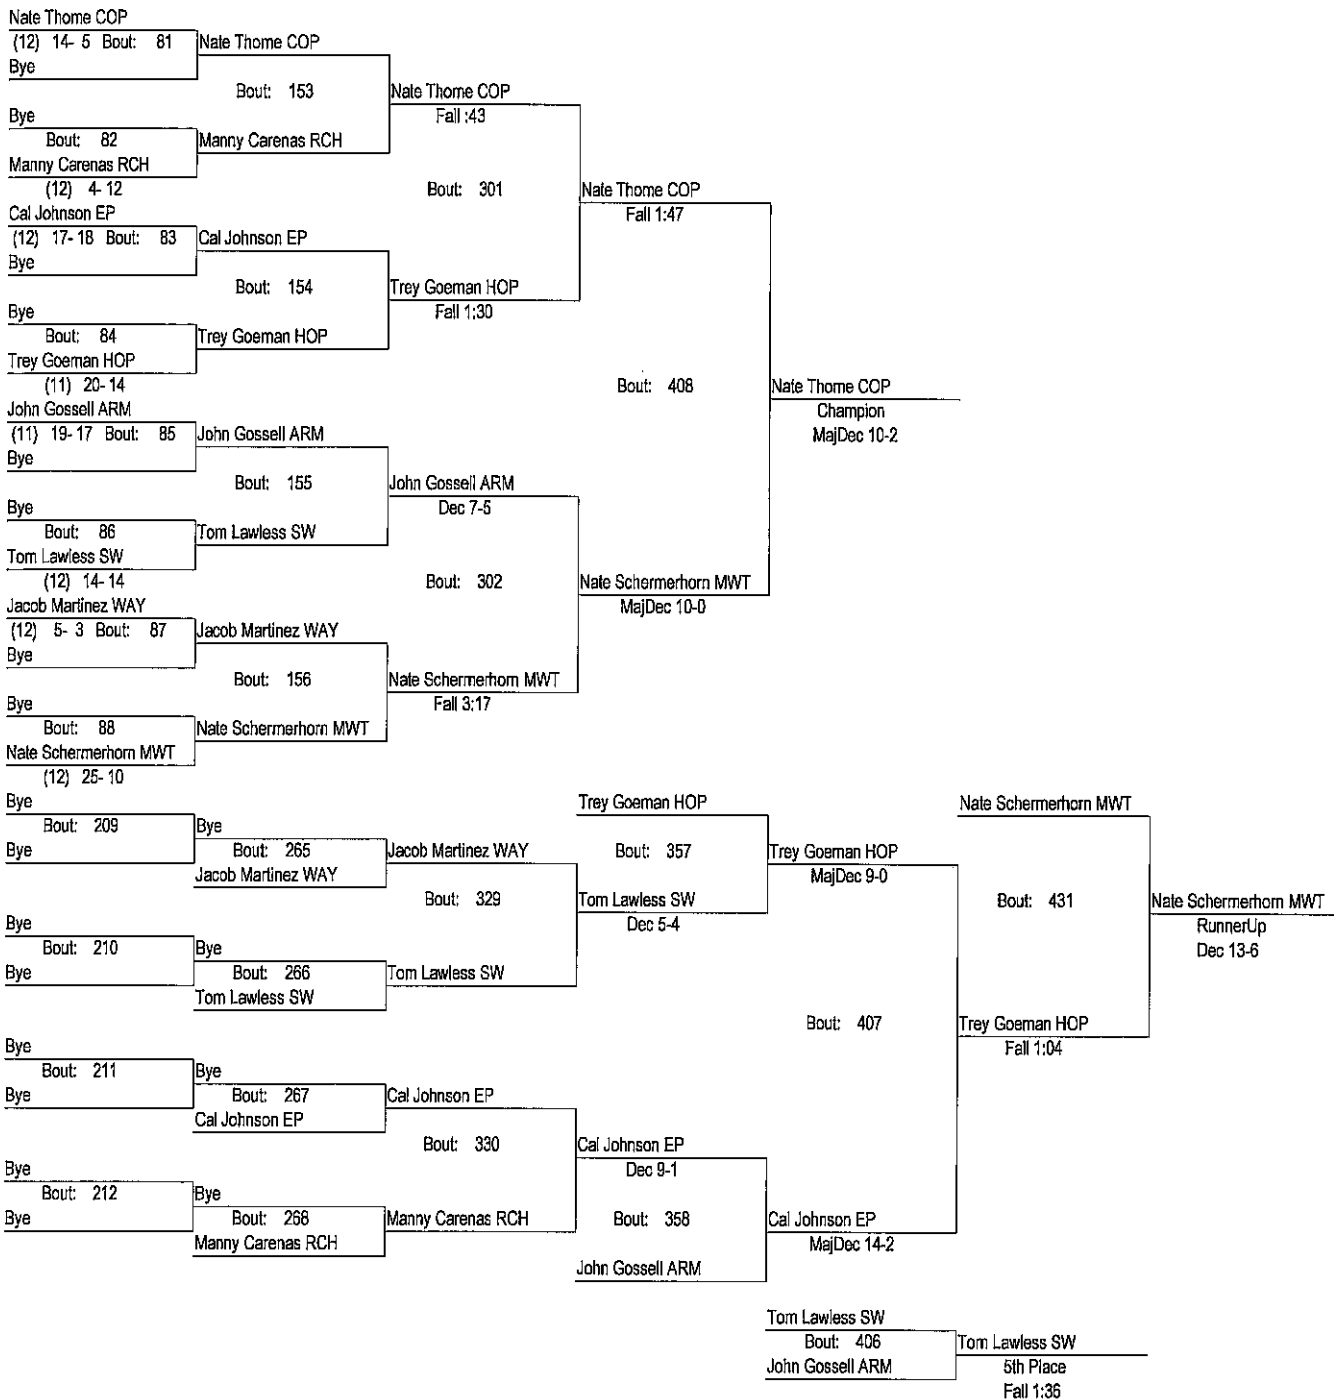 Nate Thome COP
(12) 14- 5 Bout: 81
Bye
Nate Thome COP
Bout: 153
Bye
Bout: 82
Manny Carenas RCH
(12) 4- 12
Manny Carenas RCH
Nate Thome COP
Fall :43
Bout: 301
Cal Johnson EP
(12) 17- 18 Bout: 83
Bye
Cal Johnson EP
Bout: 154
Bye
Bout: 84
Trey Goeman HOP
(11) 20- 14
Trey Goeman HOP
Trey Goeman HOP
Fall 1:30
Nate Thome COP
Fall 1:47
Bout: 408
John Gossell ARM
(11) 19- 17 Bout: 85
Bye
John Gossell ARM
Bout: 155
Bye
Bout: 86
Tom Lawless SW
(12) 14- 14
Tom Lawless SW
John Gossell ARM
Dec 7-5
Bout: 302
Jacob Martinez WAY
(12) 5- 3 Bout: 87
Bye
Jacob Martinez WAY
Bout: 156
Bye
Bout: 88
Nate Schermerhorn MWT
(12) 25- 10
Nate Schermerhorn MWT
Nate Schermerhorn MWT
Fall 3:17
Nate Schermerhorn MWT
MajDec 10-0
Nate Thome COP
Champion
MajDec 10-2
Bye
Bout: 209
Bye
Bye
Bout: 265
Jacob Martinez WAY
Jacob Martinez WAY
Bout: 329
Bye
Bout: 210
Bye
Bye
Bout: 266
Tom Lawless SW
Tom Lawless SW
Trey Goeman HOP
Bout: 357
Tom Lawless SW
Dec 5-4
Trey Goeman HOP
MajDec 9-0
Bout: 407
Bye
Bout: 211
Bye
Bye
Bout: 267
Cal Johnson EP
Cal Johnson EP
Bout: 330
Bye
Bout: 212
Bye
Bye
Bout: 268
Manny Carenas RCH
Manny Carenas RCH
Cal Johnson EP
Dec 9-1
Bout: 358
John Gossell ARM
Cal Johnson EP
MajDec 14-2
Nate Schermerhorn MWT
Bout: 431
Trey Goeman HOP
Fall 1:04
Nate Schermerhorn MWT
RunnerUp
Dec 13-6
Tom Lawless SW
Bout: 406
John Gossell ARM
Tom Lawless SW
5th Place
Fall 1:36